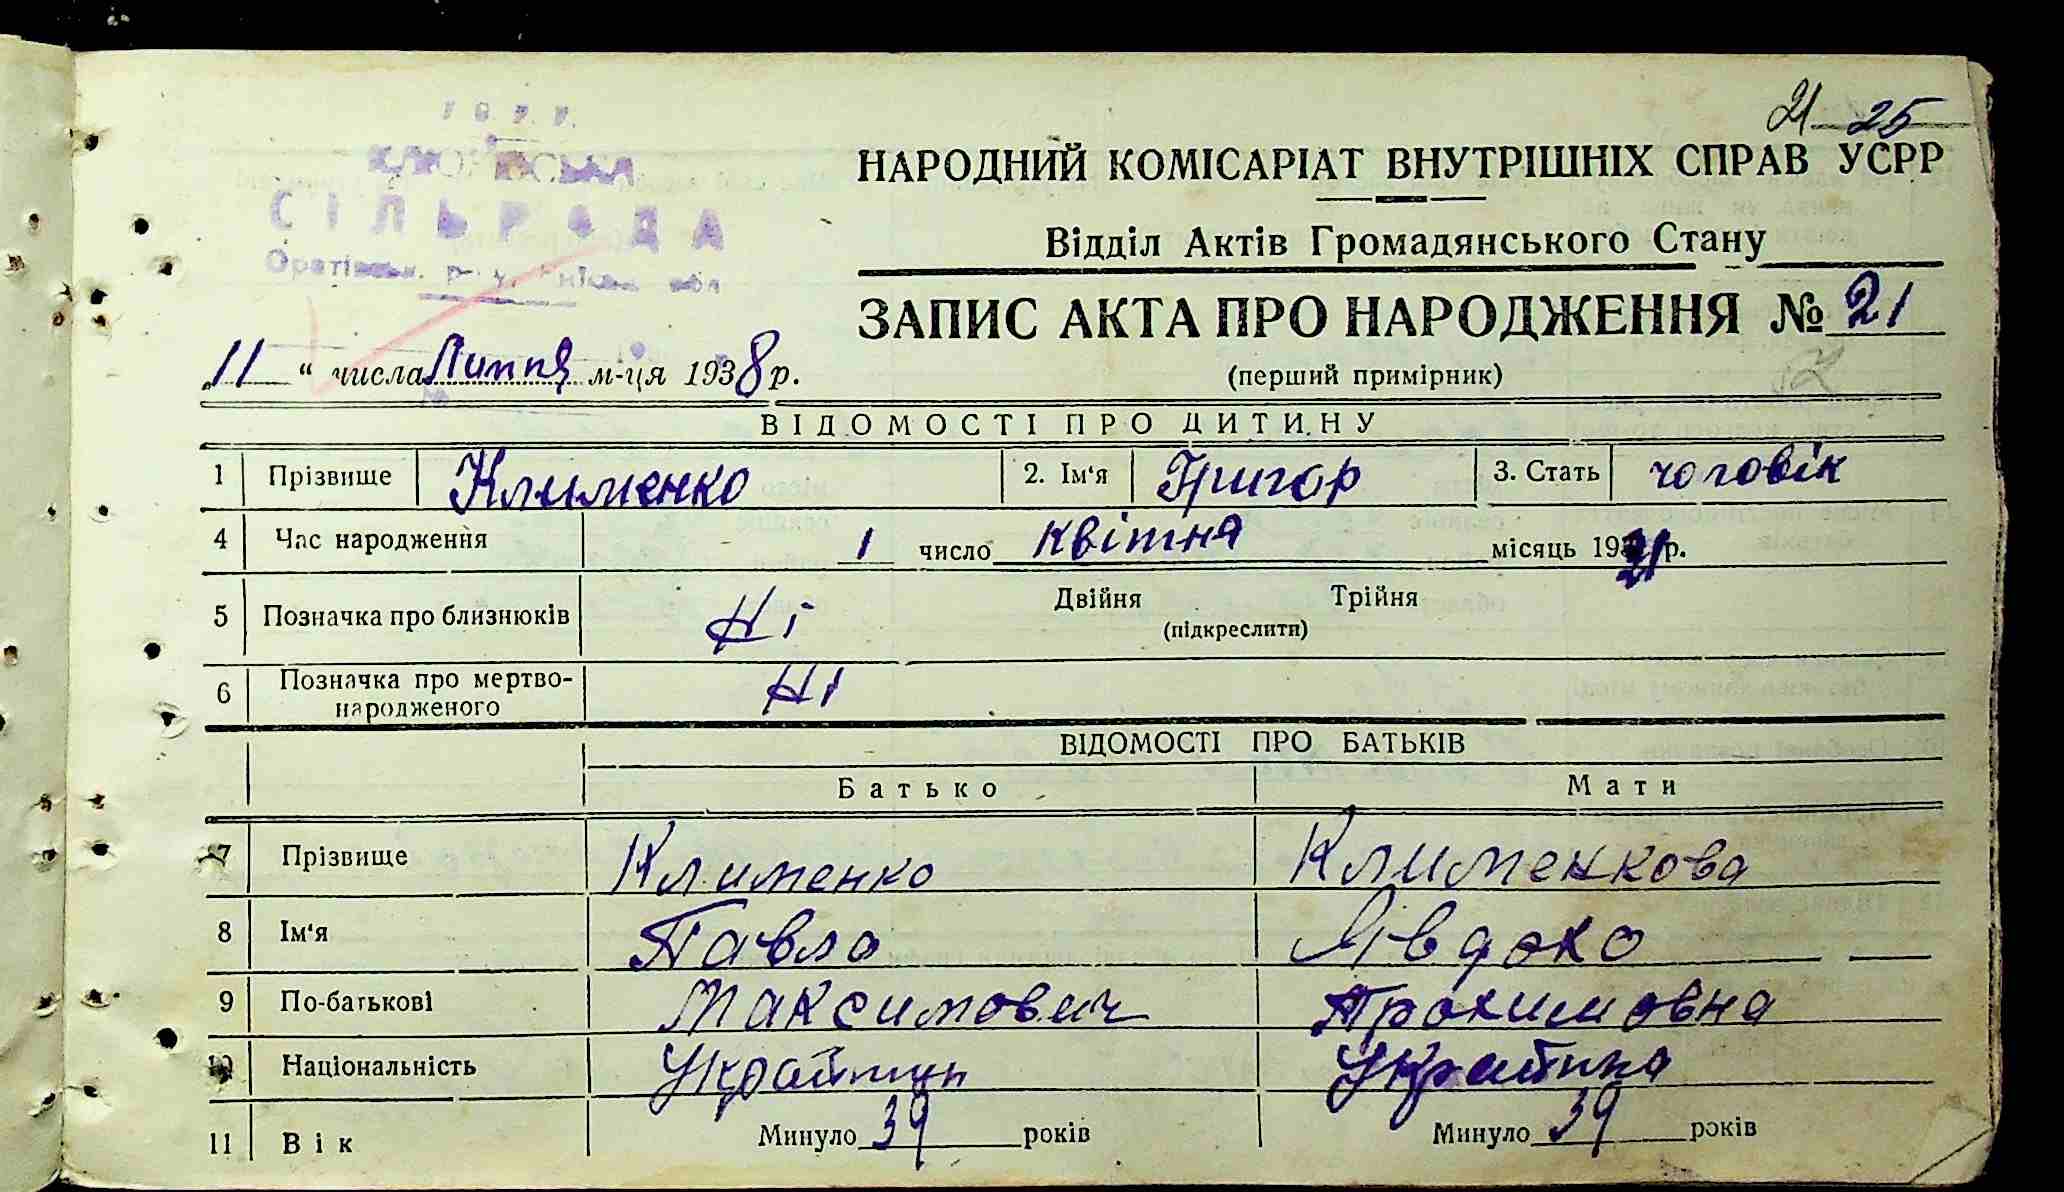 21 25
СІЛЬРАДА
НАРОДНИЙ КОМІСАРІАТ ВНУТРІШНІХ СПРАВ УСРР
Відділ Актів Громадянського Стану
ЗАПИС АКТА ПРО НАРОДЖЕННЯ № 21
„11“ числа Липня м-ця 1938 р.
(перший примірник)
ВІДОМОСТІ ПРО ДИТИНУ
1 Прізвище Клименко 2. Ім'я Григор 3. Стать чоловік
4 Час народження 1 число квітня місяць 1921 р.
5 Позначка про близнюків Ні Двійня Трійня
(підкреслити)
6 Позначка про мертво-
народженого Ні
ВІДОМОСТІ ПРО БАТЬКІВ
Батько Мати
7 Прізвище Клименко Клименкова
8 Ім'я Павло Явдоко
9 По-батькові Максимович Трохимовна
10 Національність
11 Вік Минуло 39 років Минуло 39 років